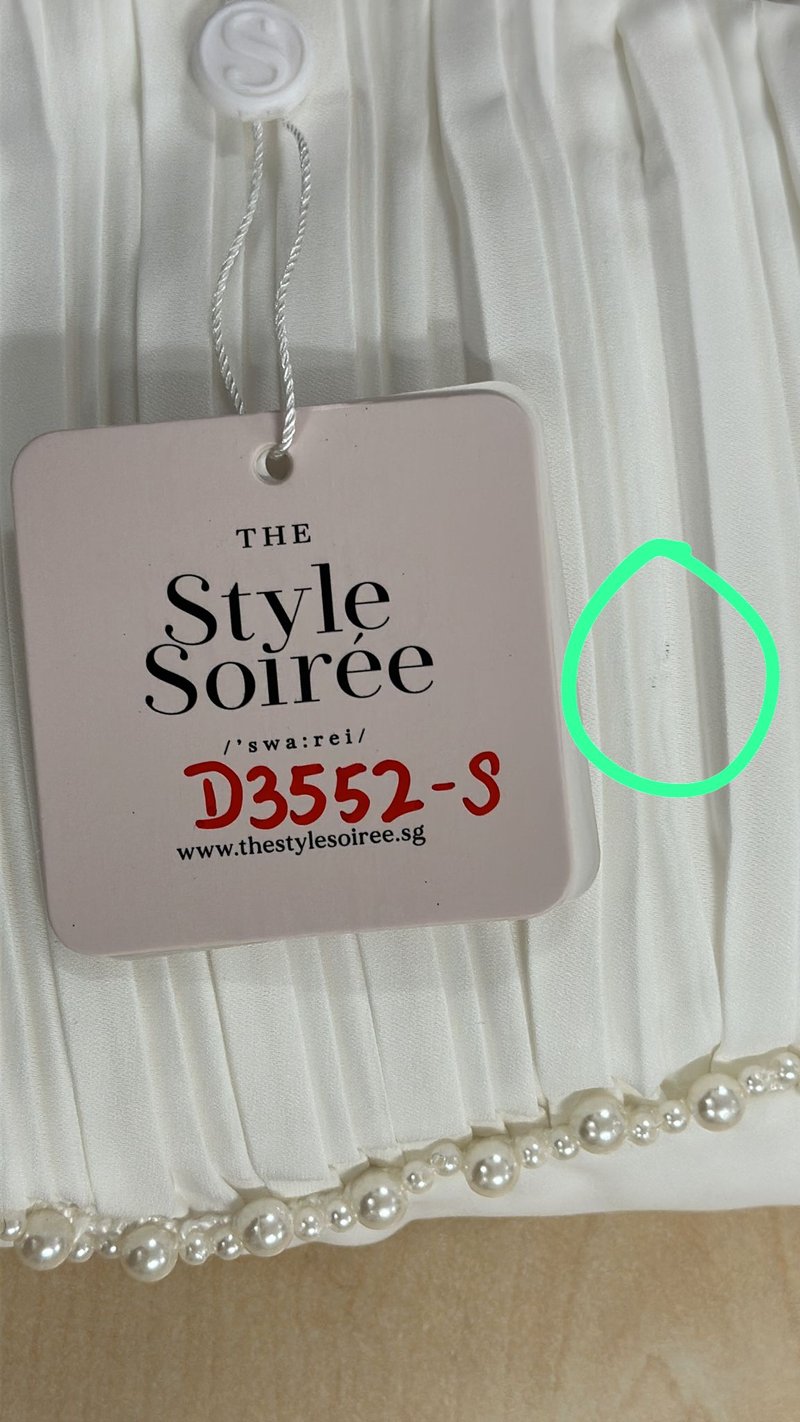 S
THE
Style
Soirée
/'swa:rei/
D3552-S
www.thestylesoiree.sg